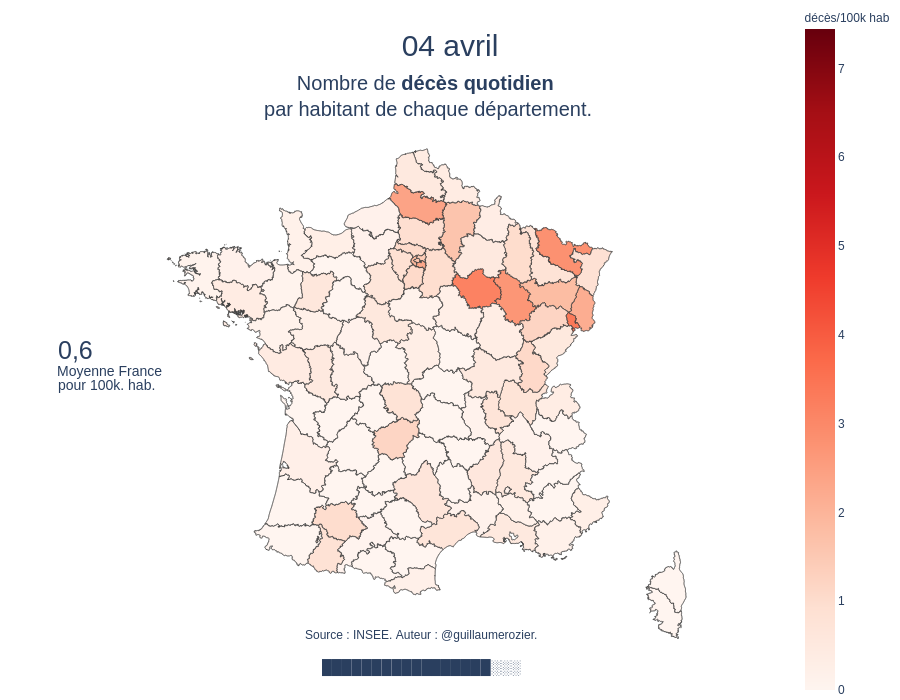 04 avril
Nombre de décès quotidien
par habitant de chaque département.
décès/100k hab
7
6
5
4
3
2
1
0
0,6
Moyenne France
pour 100k. hab.
Source : INSEE. Auteur : @guillaumerozier.